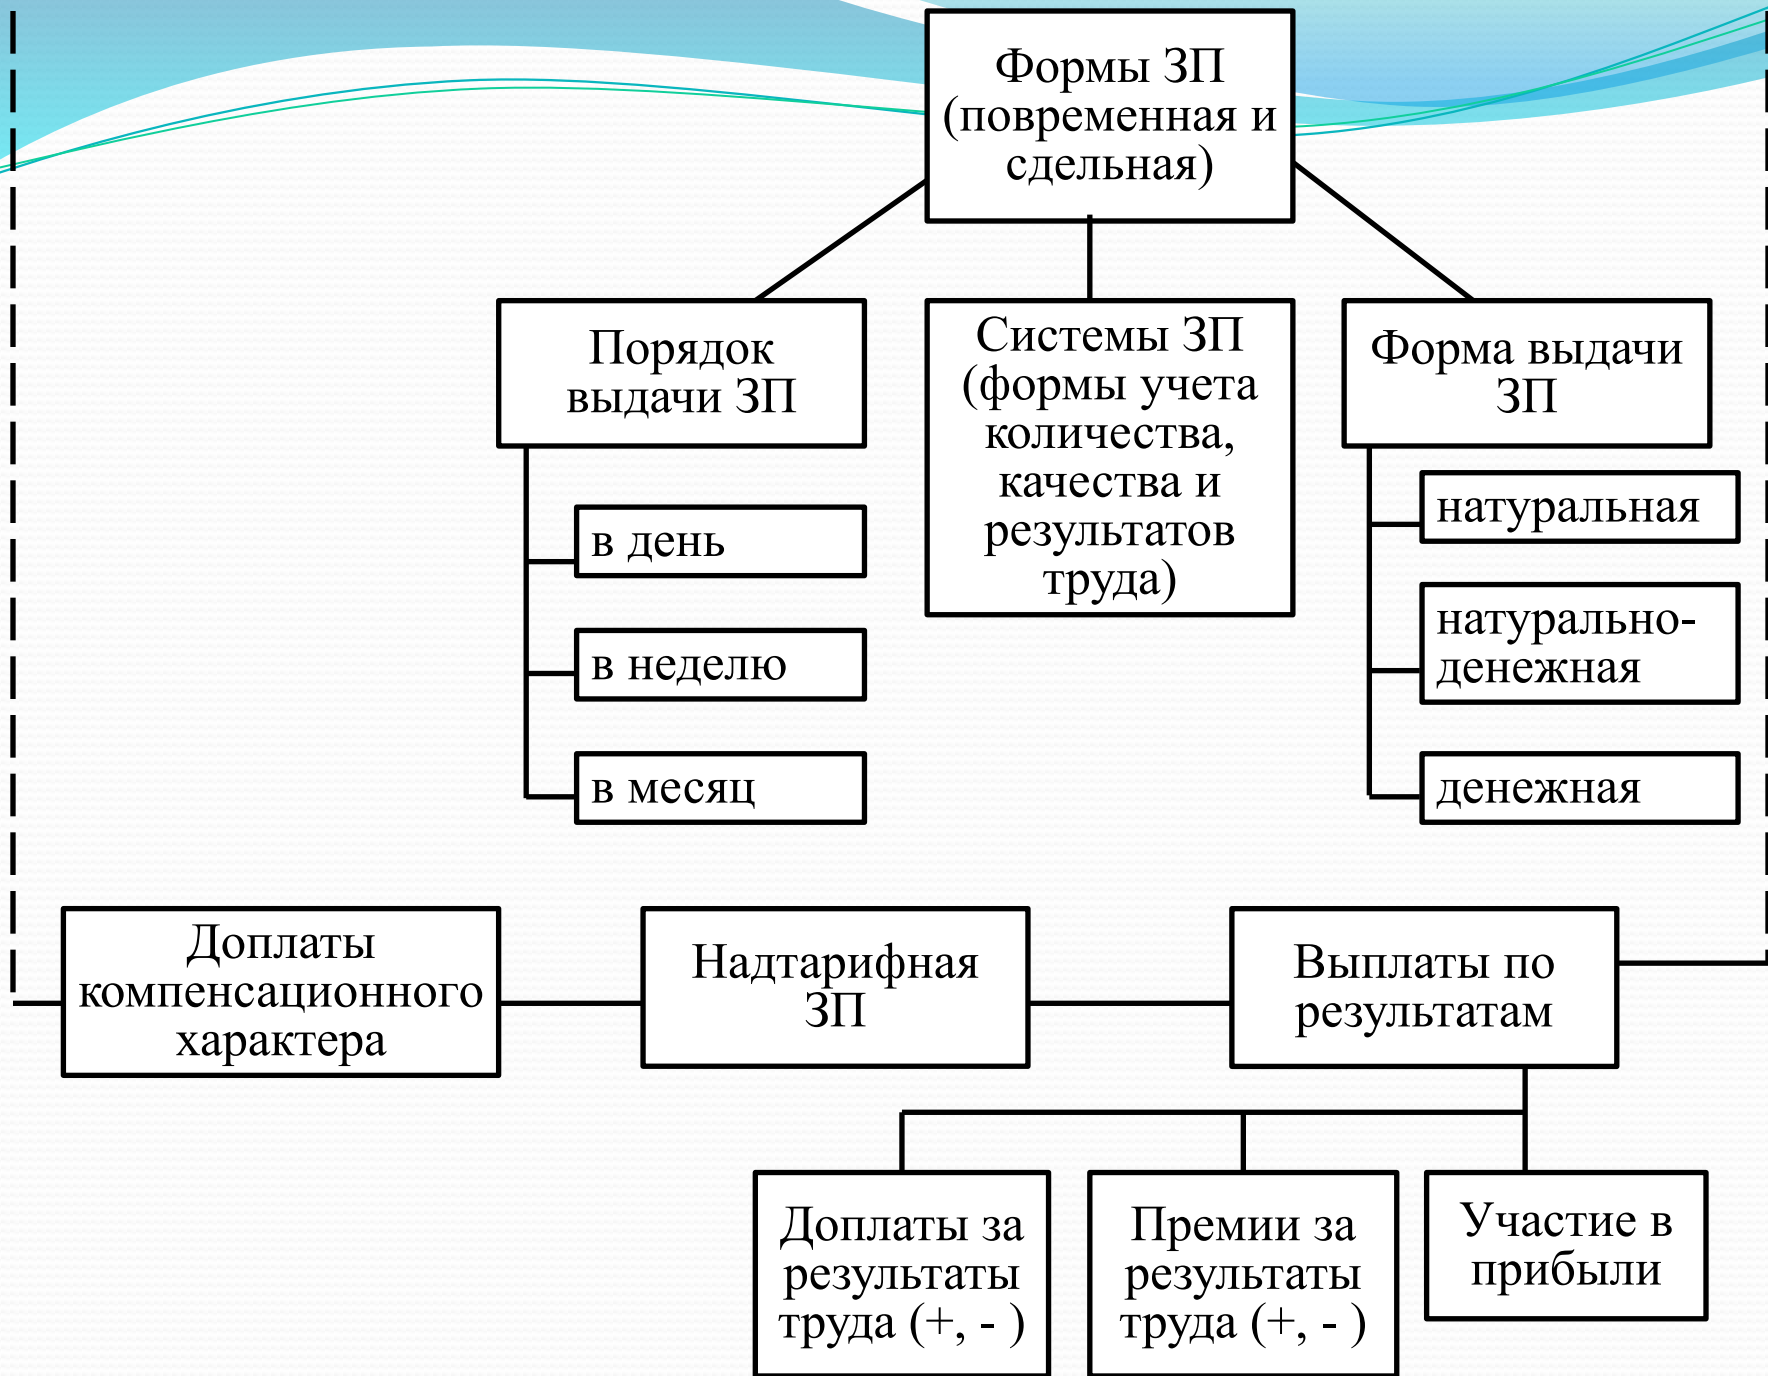 Формы ЗП
(повременная и
сдельная)
Порядок
выдачи ЗП
в день
в неделю
в месяц
Системы ЗП
(формы учета
количества,
качества и
результатов
труда)
Форма выдачи
ЗП
натуральная
натурально-
денежная
денежная
Доплаты
компенсационного
характера
Надтарифная
ЗП
Выплаты по
результатам
Доплаты за
результаты
труда (+, - )
Премии за
результаты
труда (+, - )
Участие в
прибыли